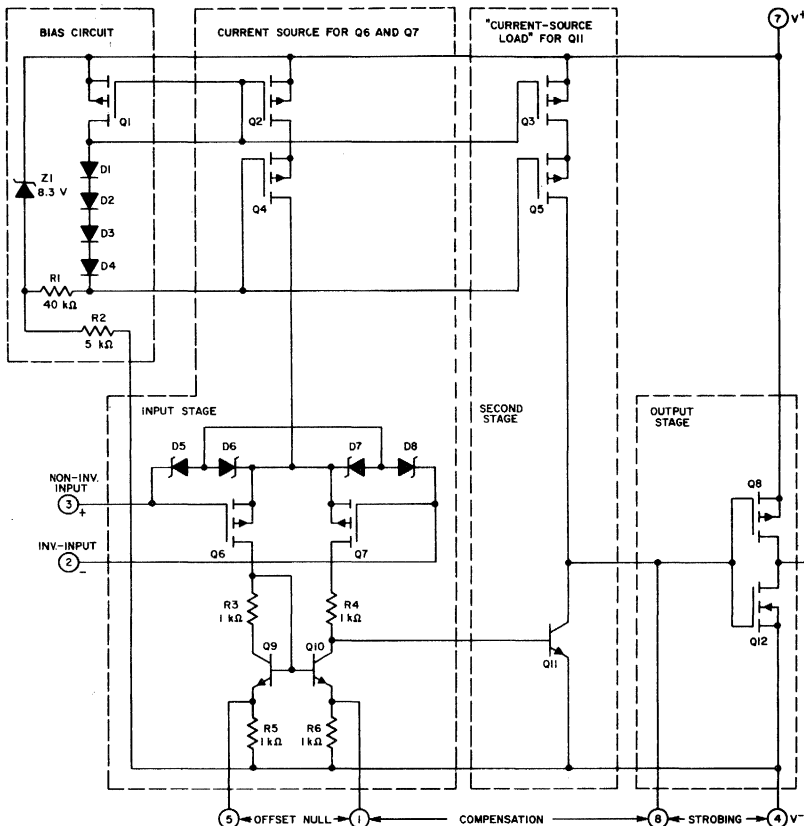 BIAS CIRCUIT
CURRENT SOURCE FOR Q6 AND Q7
"CURRENT-SOURCE
LOAD" FOR Q11
7 V+
Q1
Q2
Q3
Z1
8.3 V
D1
D2
D3
D4
Q4
Q5
R1
40 kΩ
R2
5 kΩ
INPUT STAGE
SECOND
STAGE
OUTPUT
STAGE
D5
D6
D7
D8
NON-INV.
INPUT
3 +
Q8
INV.-INPUT
2 -
Q6
Q7
R3
1 kΩ
R4
1 kΩ
Q9
Q10
Q11
Q12
R5
1 kΩ
R6
1 kΩ
5 OFFSET NULL 1 COMPENSATION 8 STROBING 4 V-